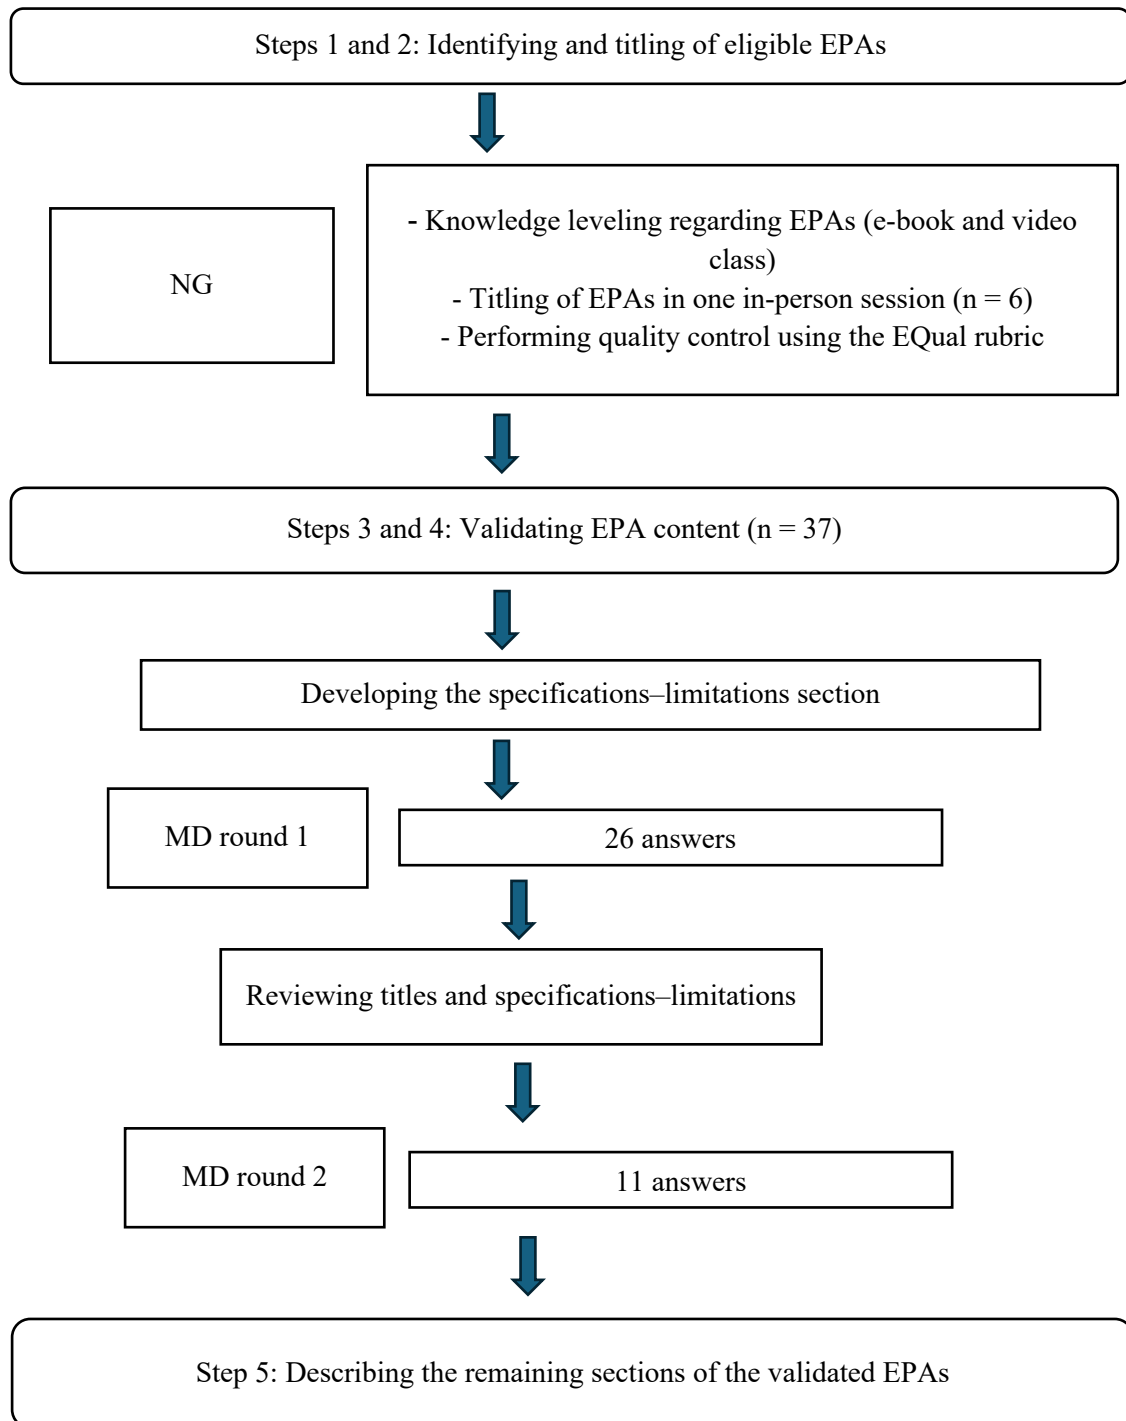 Steps 1 and 2: Identifying and titling of eligible EPAs
NG
- Knowledge leveling regarding EPAs (e-book and video
class)
- Titling of EPAs in one in-person session (n = 6)
- Performing quality control using the EQual rubric
Steps 3 and 4: Validating EPA content (n = 37)
Developing the specifications–limitations section
MD round 1
26 answers
Reviewing titles and specifications–limitations
MD round 2
11 answers
Step 5: Describing the remaining sections of the validated EPAs